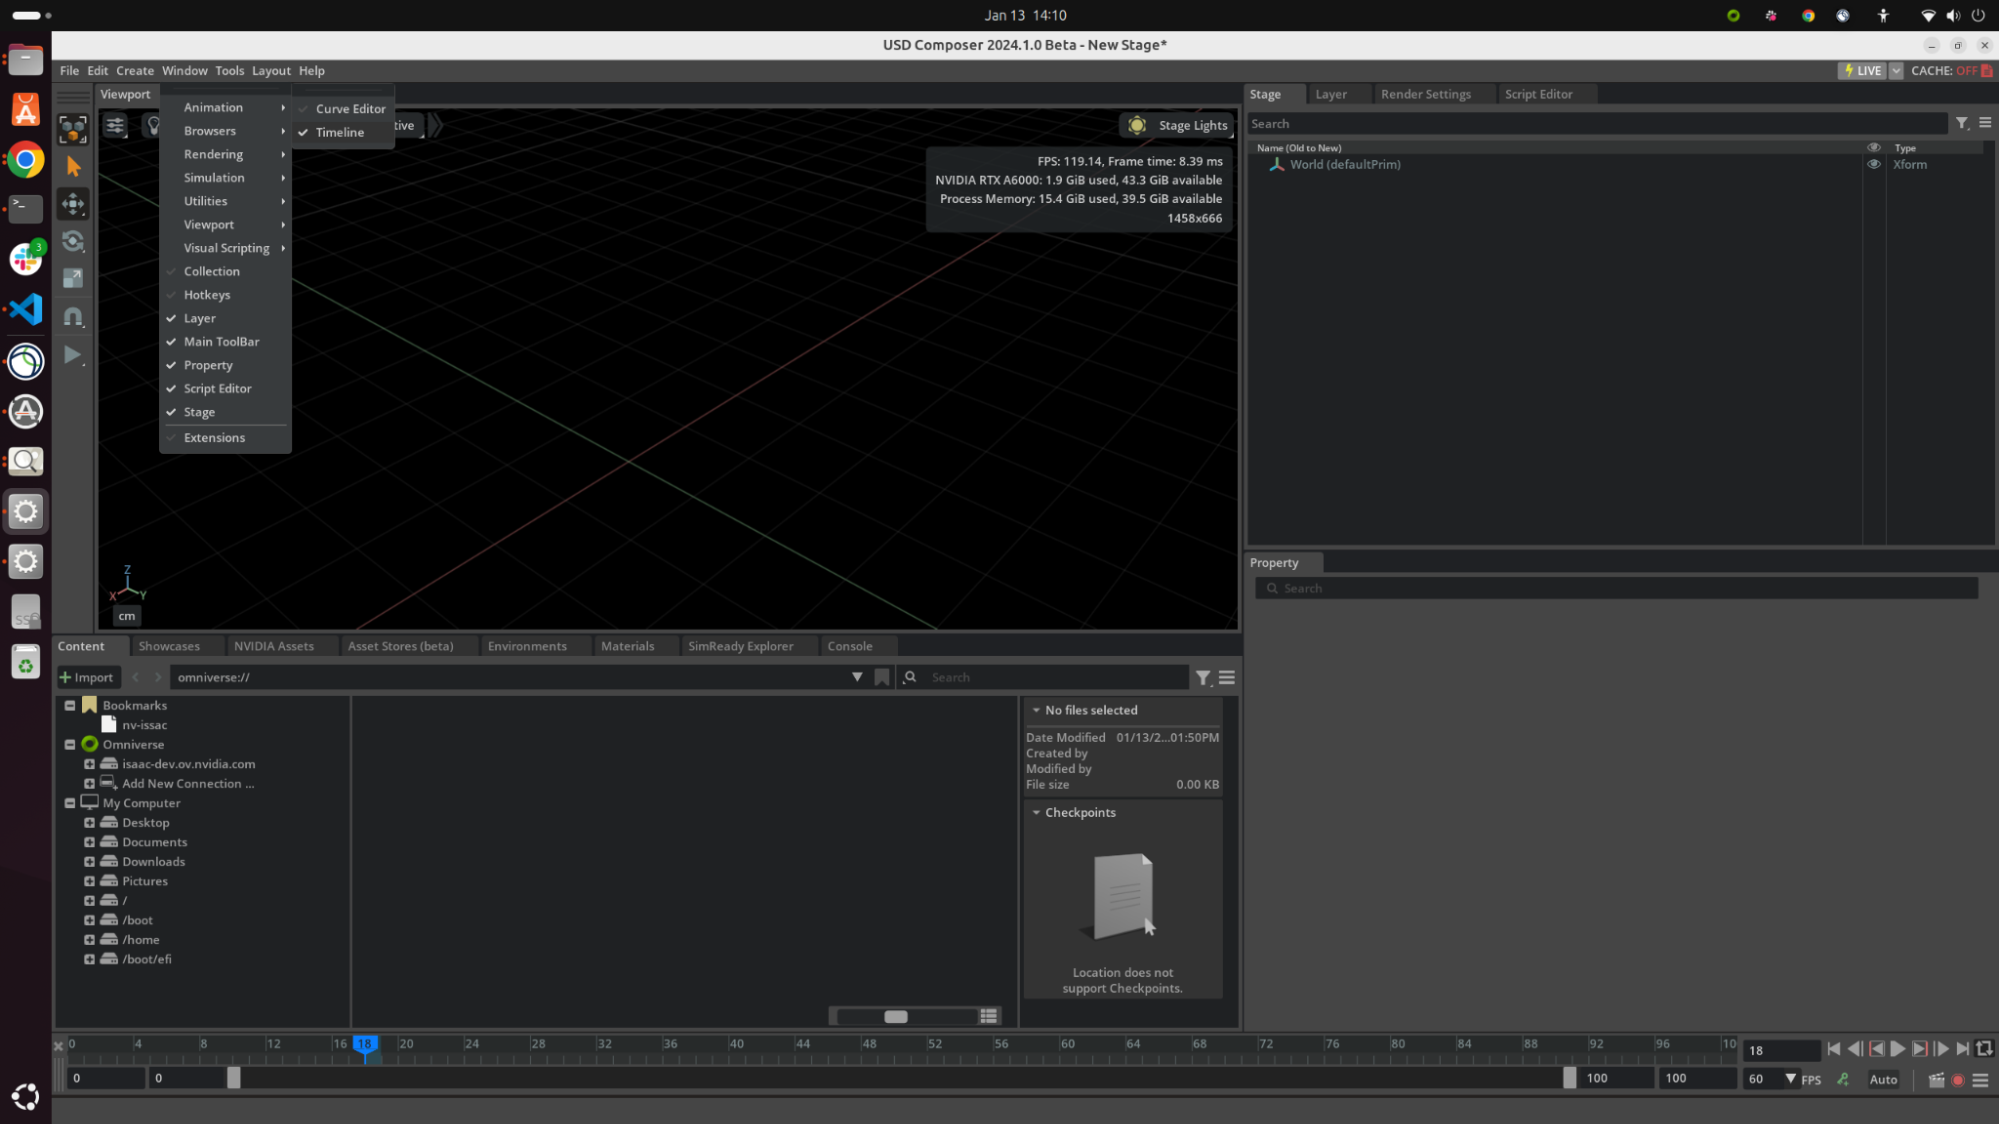 Jan 13 14:10
USD Composer 2024.1.0 Beta - New Stage*
File Edit Create Window Tools Layout Help
LIVE CACHE: OFF
Viewport
Animation
Browsers
Rendering
Simulation
Utilities
Viewport
Visual Scripting
Collection
Hotkeys
Layer
Main ToolBar
Property
Script Editor
Stage
Extensions
Curve Editor
Timeline
tive
Stage Lights
FPS: 119.14, Frame time: 8.39 ms
NVIDIA RTX A6000: 1.9 GiB used, 43.3 GiB available
Process Memory: 15.4 GiB used, 39.5 GiB available
1458x666
Z
X Y
cm
3
Stage Layer Render Settings Script Editor
Search
Name (Old to New) Type
World (defaultPrim) Xform
Property
Search
Content Showcases NVIDIA Assets Asset Stores (beta) Environments Materials SimReady Explorer Console
Import omniverse:// Search
Bookmarks
nv-issac
Omniverse
isaac-dev.ov.nvidia.com
Add New Connection ...
My Computer
Desktop
Documents
Downloads
Pictures
/
/boot
/home
/boot/efi
No files selected
Date Modified 01/13/2...01:50PM
Created by
Modified by
File size 0.00 KB
Checkpoints
Location does not
support Checkpoints.
0 4 8 12 16 18 20 24 28 32 36 40 44 48 52 56 60 64 68 72 76 80 84 88 92 96 10
18
0 0 100 100 60 FPS Auto